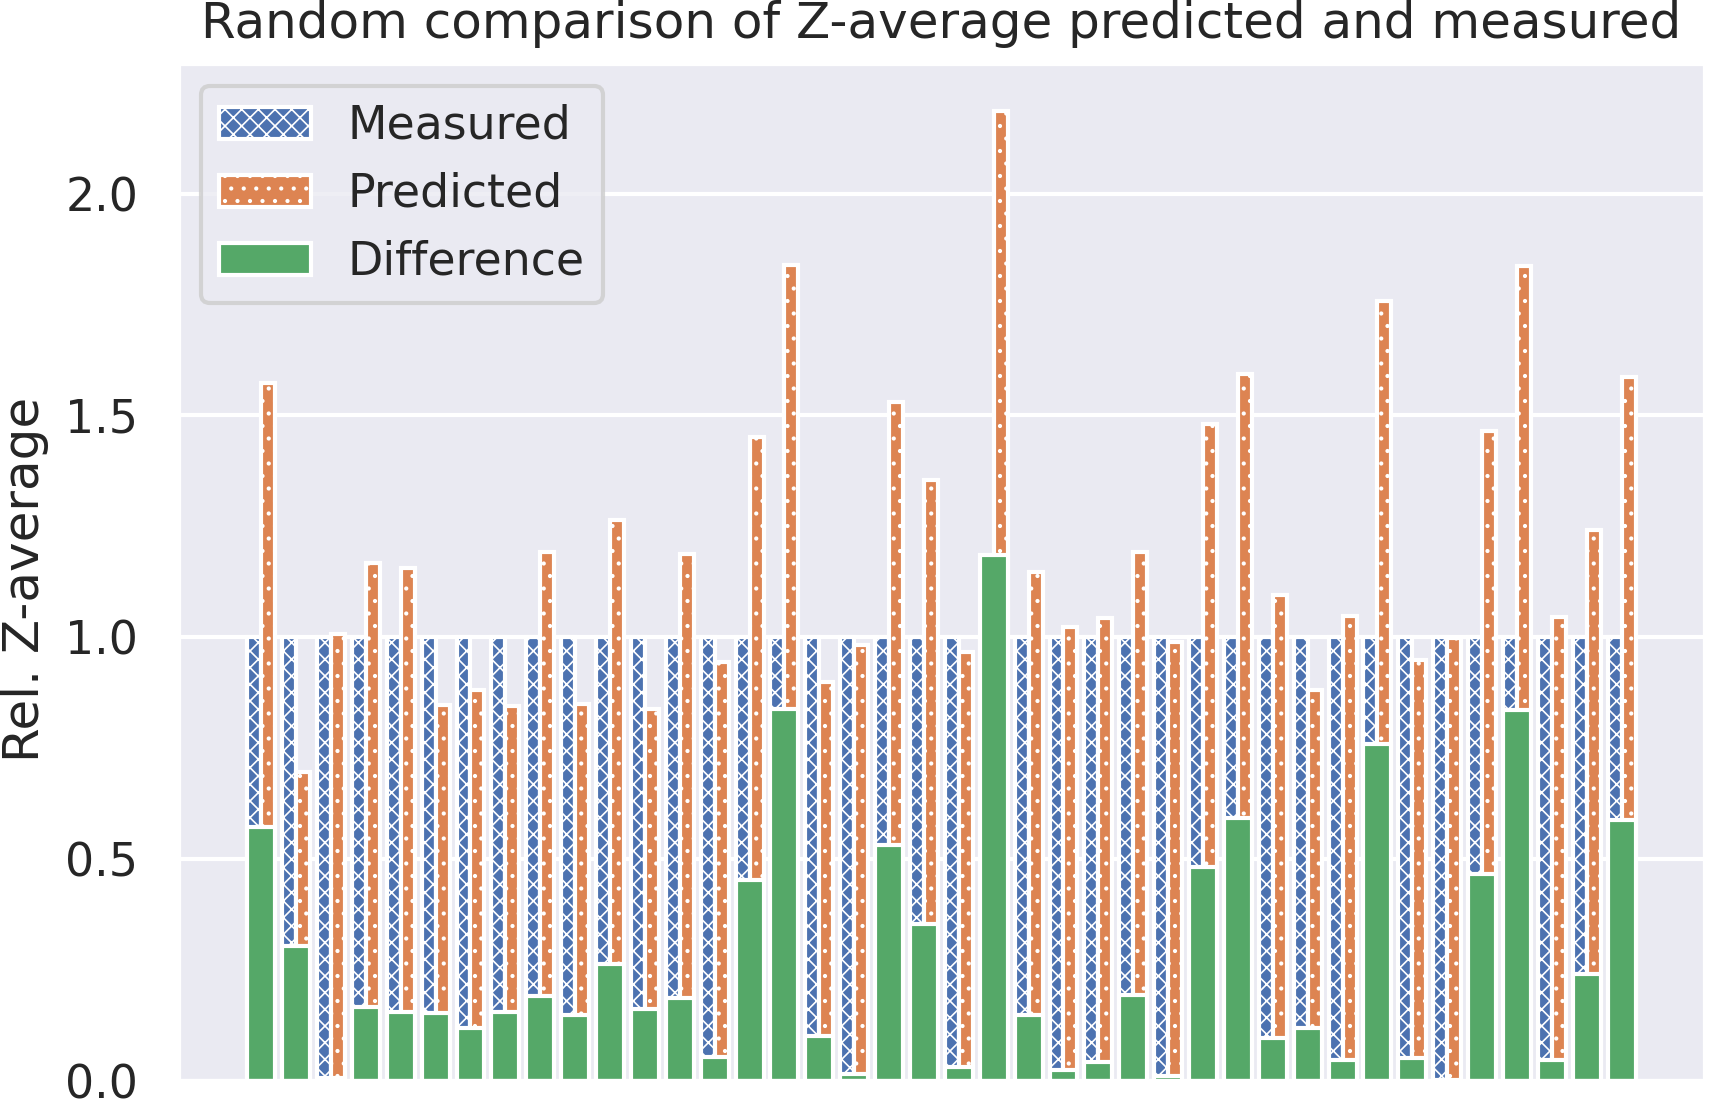 Random comparison of Z-average predicted and measured
Measured
Predicted
Difference
Rel. Z-average
2.0
1.5
1.0
0.5
0.0